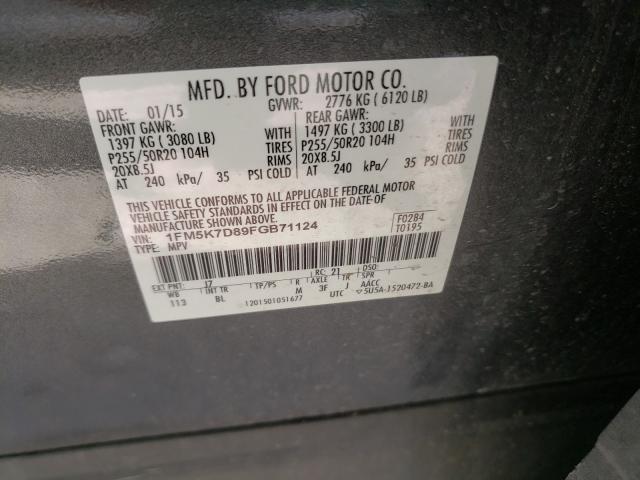 MFD. BY FORD MOTOR CO.
DATE: 01/15 GVWR: 2776 KG ( 6120 LB)
FRONT GAWR: REAR GAWR:
1397 KG ( 3080 LB) WITH 1497 KG ( 3300 LB) WITH
P255/50R20 104H TIRES P255/50R20 104H TIRES
20X8.5J RIMS 20X8.5J RIMS
AT 240 kPa/ 35 PSI COLD AT 240 kPa/ 35 PSI COLD
THIS VEHICLE CONFORMS TO ALL APPLICABLE FEDERAL MOTOR
VEHICLE SAFETY AND THEFT PREVENTION STANDARDS IN EFFECT ON THE DATE OF
MANUFACTURE SHOWN ABOVE.
VIN: 1FM5K7D89FGB71124 F0284
TYPE: MPV T0195
EXT PNT: 17 RC: 21 DSO:
WB INT TR TP/PS R AXLE TR SPR
113 BL M 3F J AACC
1201501051677 UTC ▽5U5A-1520472-BA